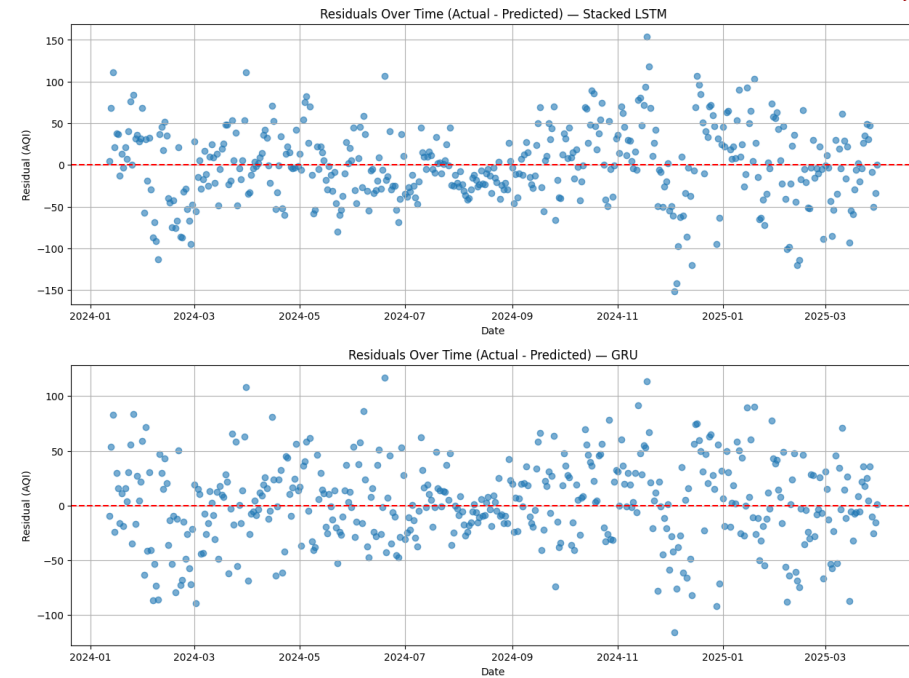 Residuals Over Time (Actual - Predicted) — Stacked LSTM
150
100
50
0
−50
−100
−150
Residual (AQI)
2024-01 2024-03 2024-05 2024-07 2024-09 2024-11 2025-01 2025-03
Date
Residuals Over Time (Actual - Predicted) — GRU
100
50
0
−50
−100
Residual (AQI)
2024-01 2024-03 2024-05 2024-07 2024-09 2024-11 2025-01 2025-03
Date